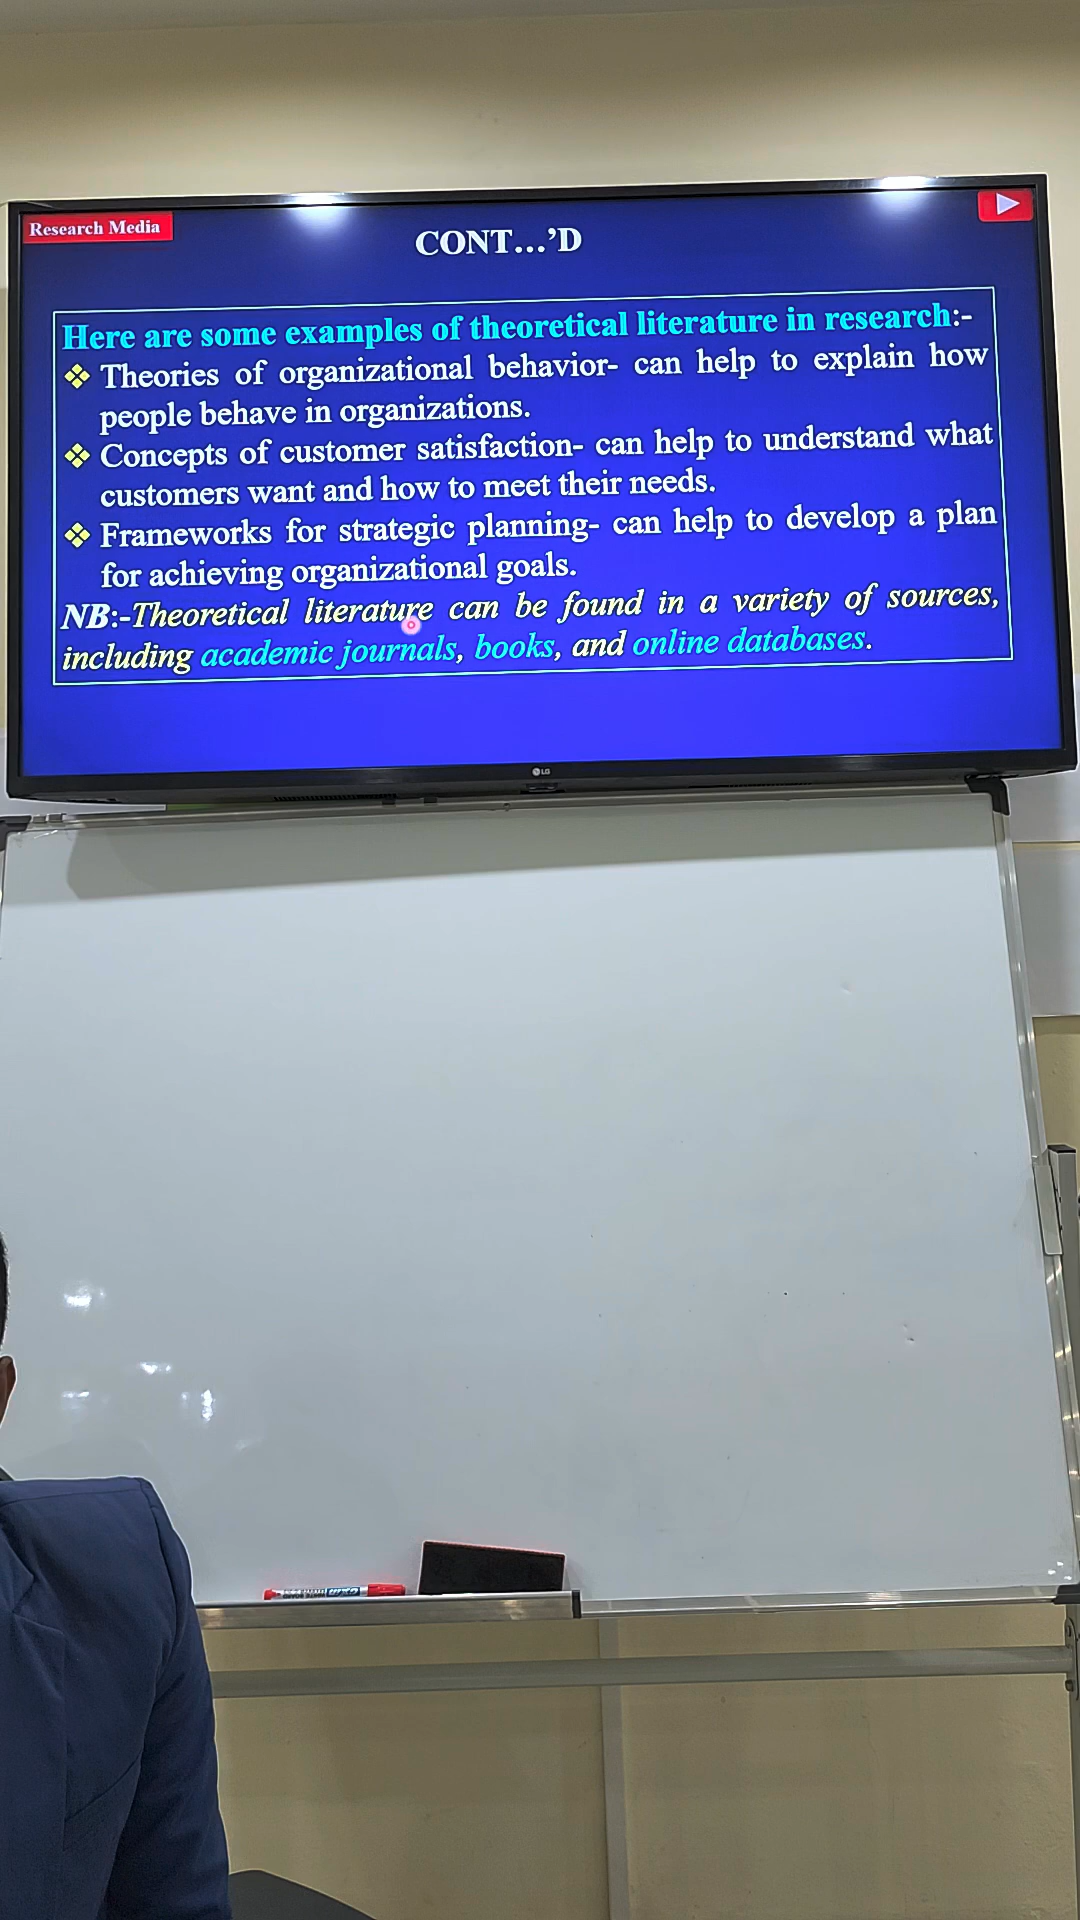 Research Media
CONT...'D
Here are some examples of theoretical literature in research:-
❖ Theories of organizational behavior- can help to explain how
people behave in organizations.
❖ Concepts of customer satisfaction- can help to understand what
customers want and how to meet their needs.
❖ Frameworks for strategic planning- can help to develop a plan
for achieving organizational goals.
NB:-Theoretical literature can be found in a variety of sources,
including academic journals, books, and online databases.
LG